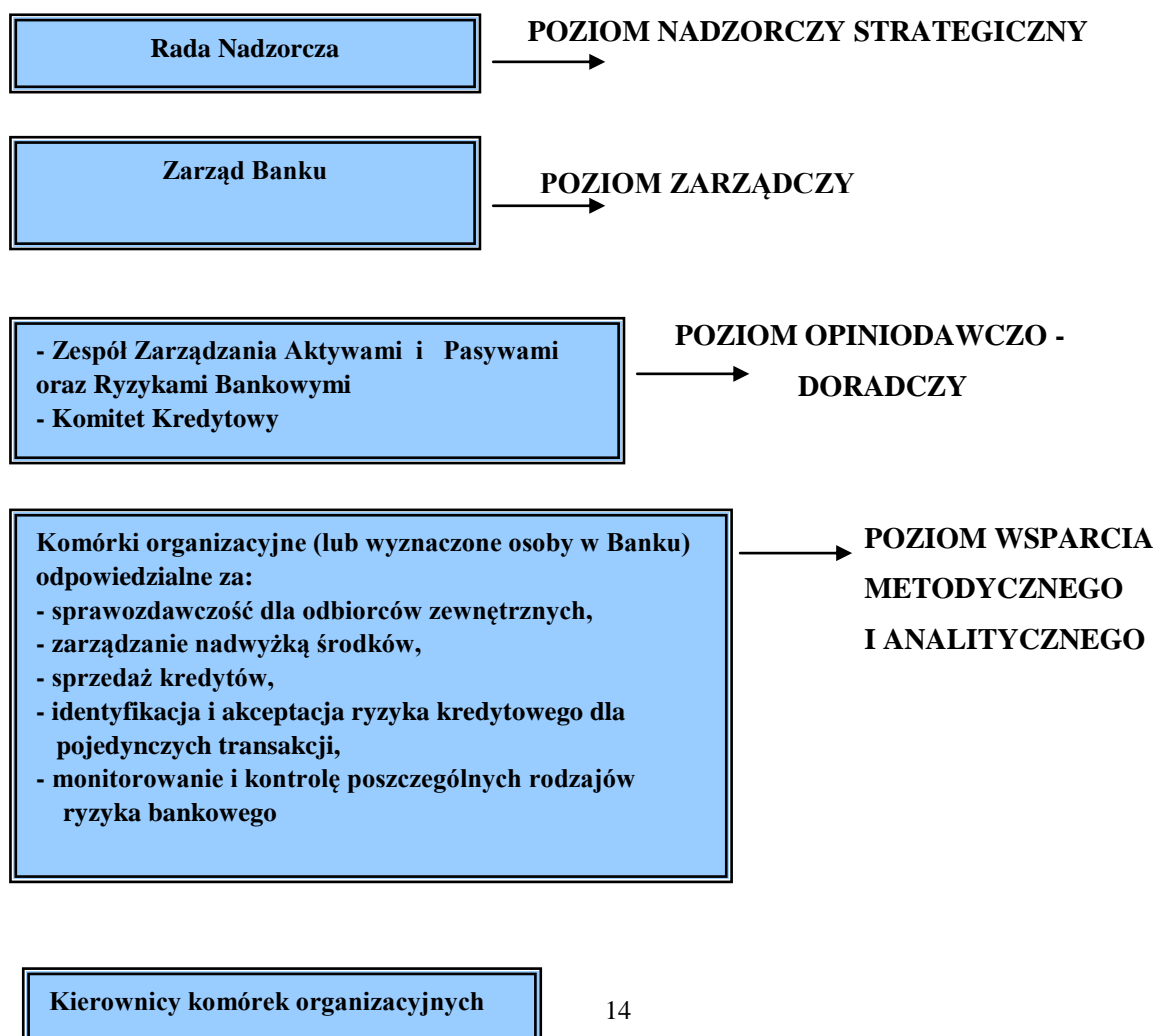 Rada Nadzorcza
POZIOM NADZORCZY STRATEGICZNY
Zarząd Banku
POZIOM ZARZĄDCZY
- Zespół Zarządzania Aktywami i Pasywami
oraz Ryzykami Bankowymi
- Komitet Kredytowy
POZIOM OPINIODAWCZO -
DORADCZY
Komórki organizacyjne (lub wyznaczone osoby w Banku)
odpowiedzialne za:
- sprawozdawczość dla odbiorców zewnętrznych,
- zarządzanie nadwyżką środków,
- sprzedaż kredytów,
- identyfikacja i akceptacja ryzyka kredytowego dla
pojedynczych transakcji,
- monitorowanie i kontrolę poszczególnych rodzajów
ryzyka bankowego
POZIOM WSPARCIA
METODYCZNEGO
I ANALITYCZNEGO
Kierownicy komórek organizacyjnych
14